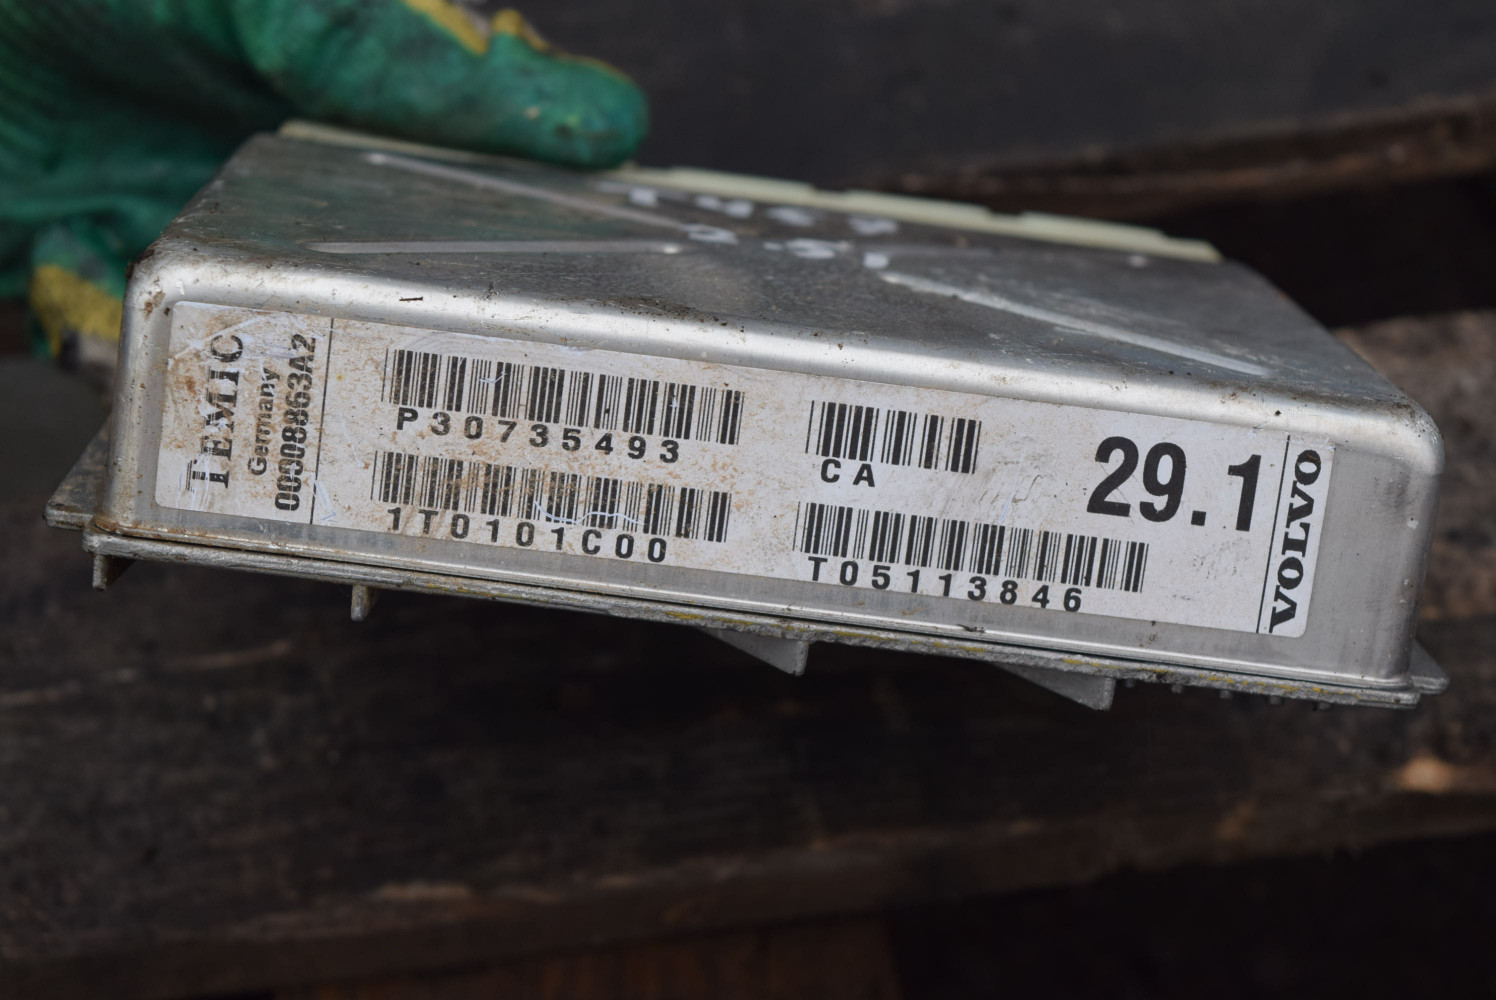 TEMIC
Germany
00008863A2
P30735493
1T0101C00
CA
T05113846
29.1
VOLVO